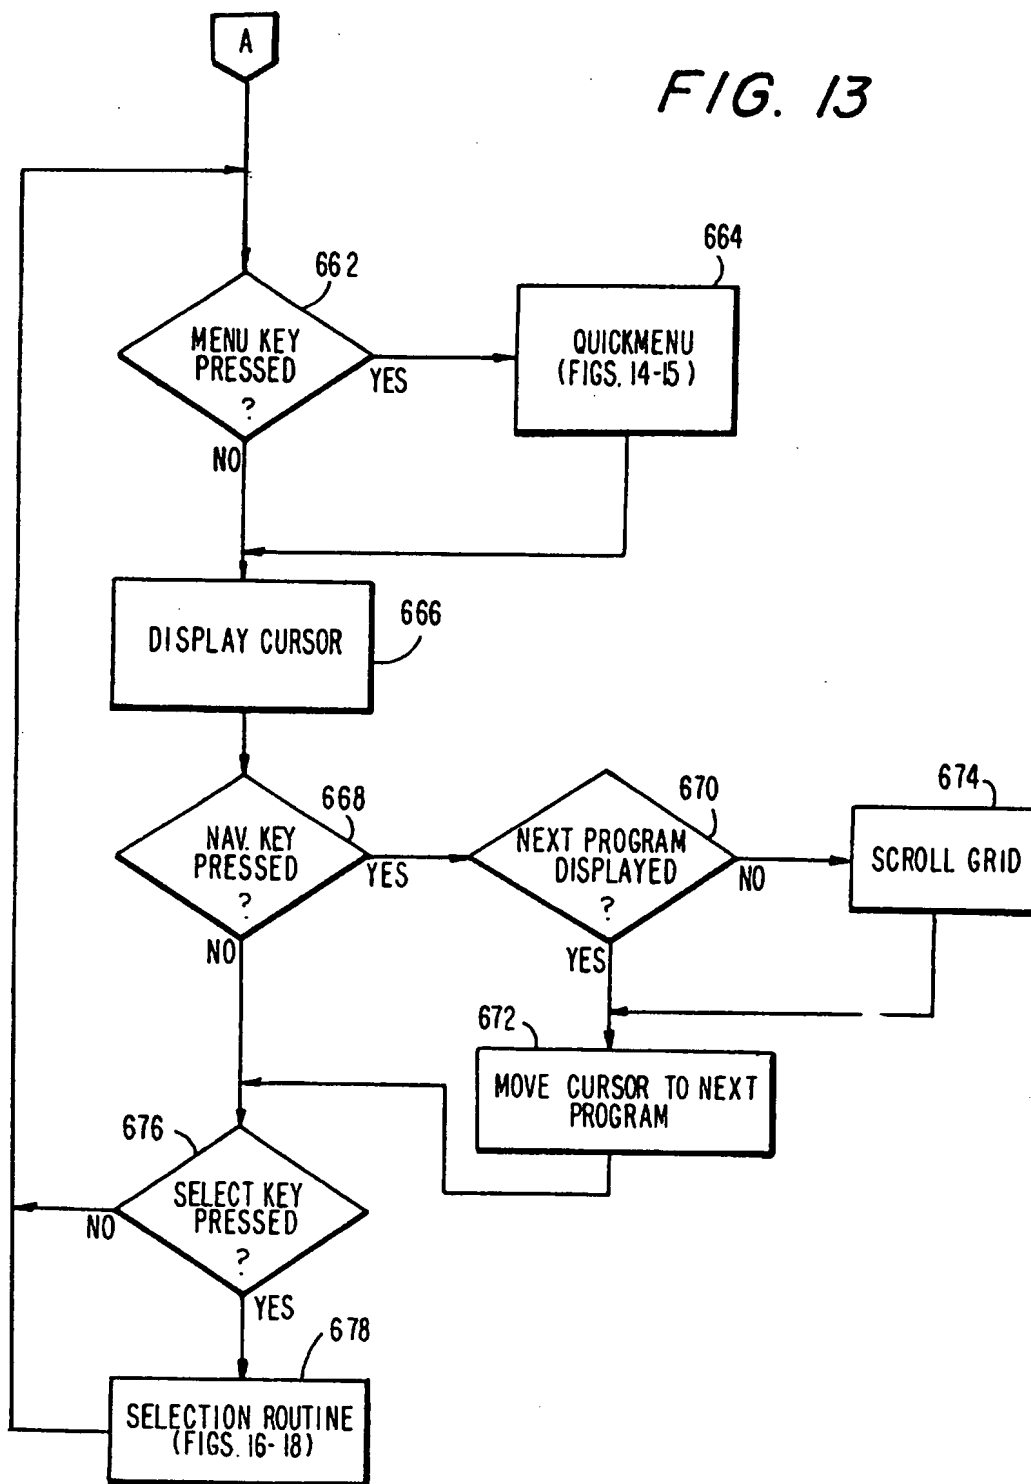 A
FIG. 13
662
MENU KEY
PRESSED
?
YES
NO
664
QUICKMENU
(FIGS. 14-15)
DISPLAY CURSOR
666
668
NAV. KEY
PRESSED
?
YES
NO
670
NEXT PROGRAM
DISPLAYED
?
NO
YES
674
SCROLL GRID
672
MOVE CURSOR TO NEXT
PROGRAM
676
SELECT KEY
PRESSED
?
NO
YES
678
SELECTION ROUTINE
(FIGS. 16-18)